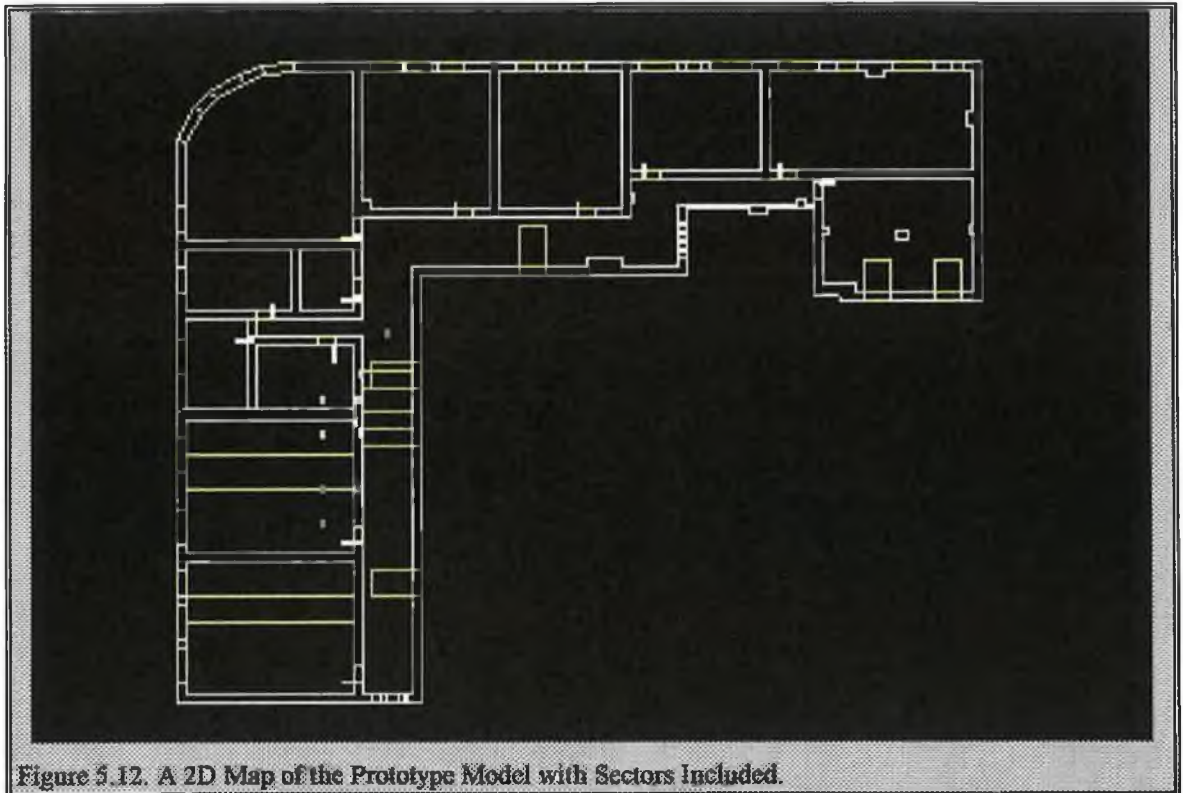 Figure 5.12. A 2D Map of the Prototype Model with Sectors Included.